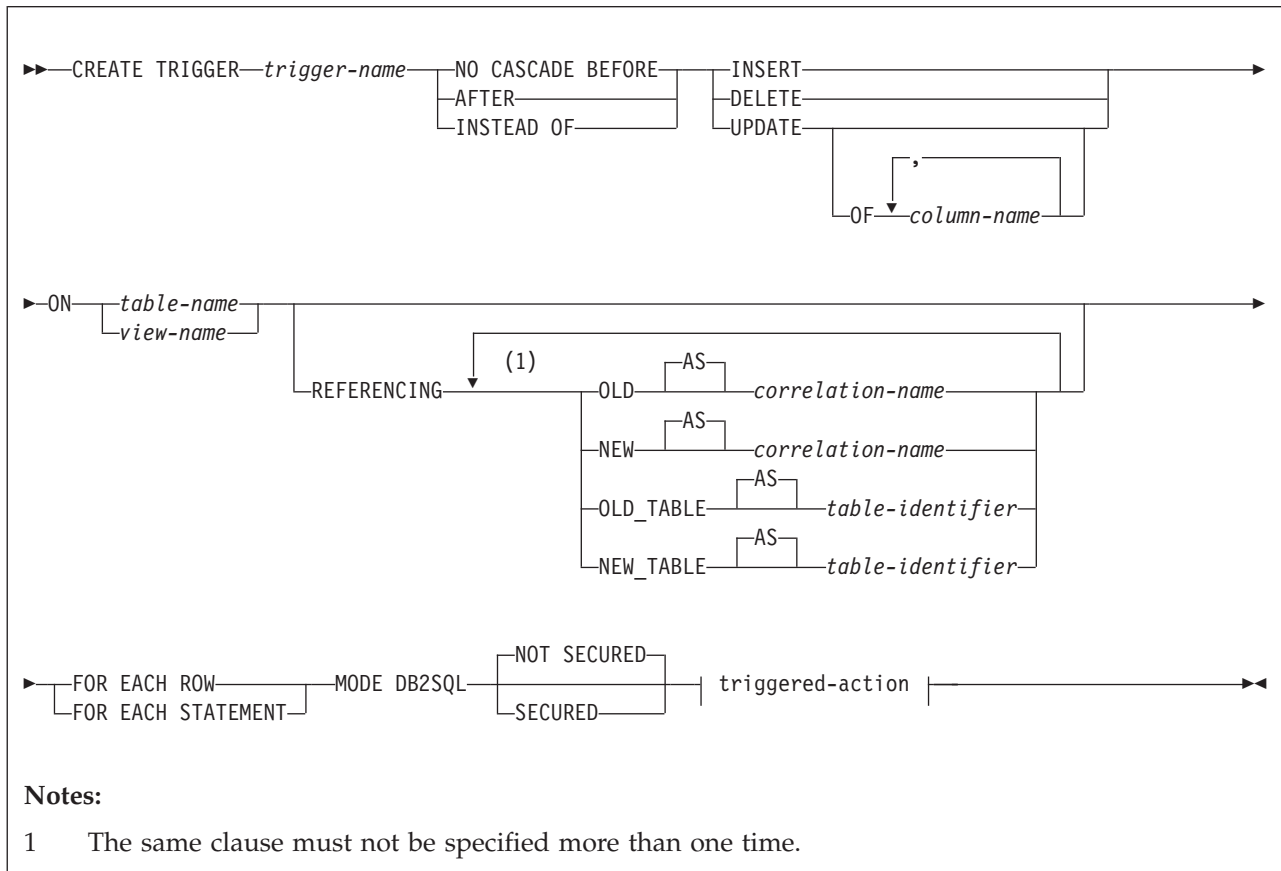 CREATE TRIGGER trigger-name NO CASCADE BEFORE INSERT
AFTER DELETE
INSTEAD OF UPDATE
,
OF column-name
ON table-name
view-name
(1) AS
REFERENCING OLD correlation-name
AS
NEW correlation-name
AS
OLD_TABLE table-identifier
AS
NEW_TABLE table-identifier
NOT SECURED
FOR EACH ROW MODE DB2SQL triggered-action
FOR EACH STATEMENT SECURED
Notes:
1 The same clause must not be specified more than one time.